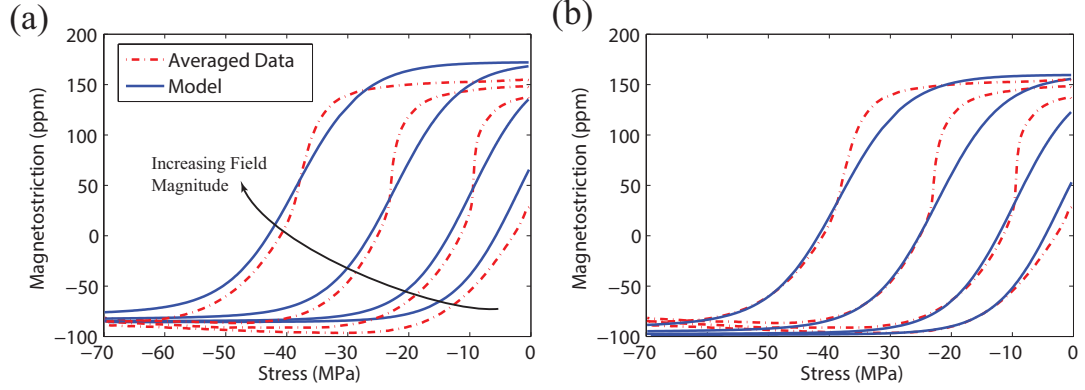 (a)
200
150
100
50
0
−50
−100
Magnetostriction (ppm)
Averaged Data
Model
Increasing Field
Magnitude
−70 −60 −50 −40 −30 −20 −10 0
Stress (MPa)
(b)
200
150
100
50
0
−50
−100
Magnetostriction (ppm)
−70 −60 −50 −40 −30 −20 −10 0
Stress (MPa)